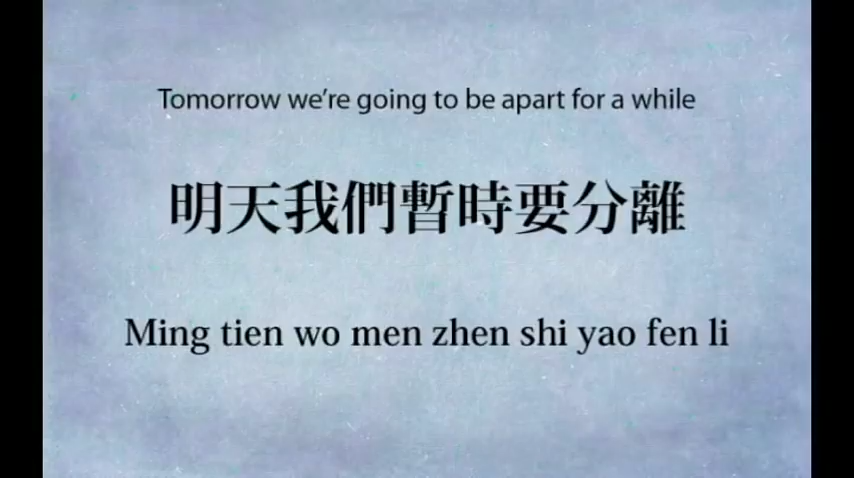 Tomorrow we're going to be apart for a while
明天我們暫時要分離
Ming tien wo men zhen shi yao fen li